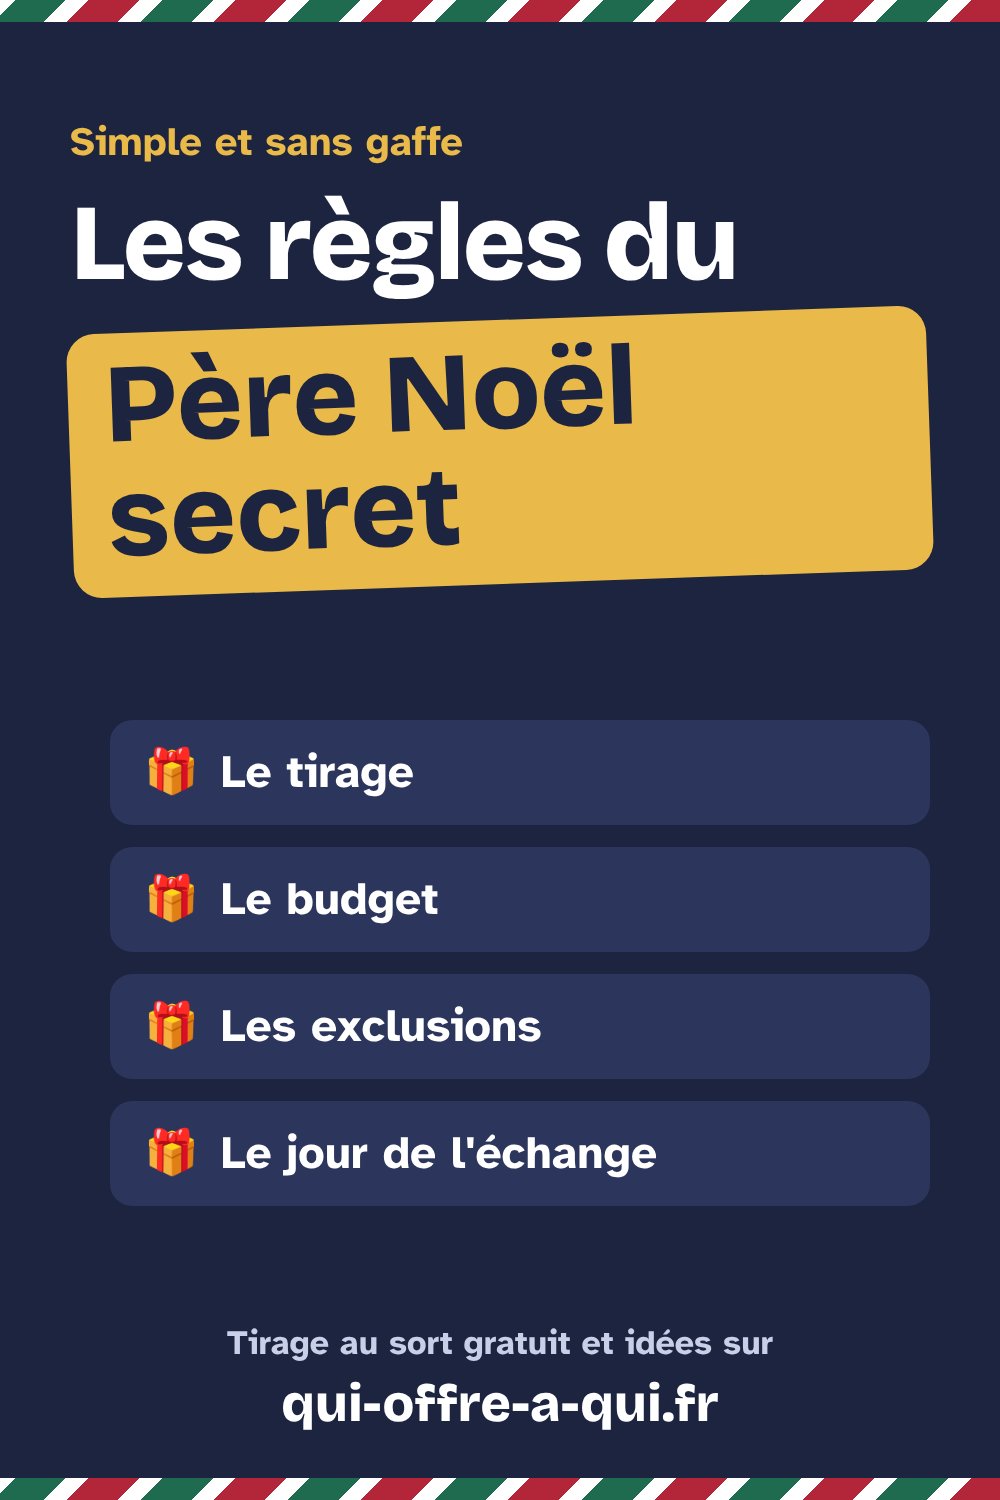 Simple et sans gaffe
Les règles du
Père Noël
secret
Le tirage
Le budget
Les exclusions
Le jour de l'échange
Tirage au sort gratuit et idées sur
qui-offre-a-qui.fr